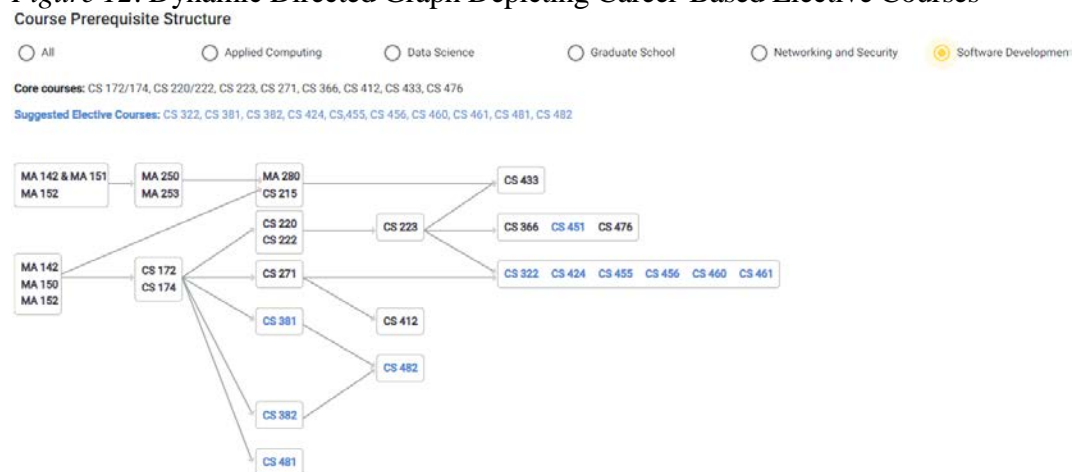 Figure 12. Dynamic Directed Graph Depicting Career-Based Elective Courses
Course Prerequisite Structure
All
Applied Computing
Data Science
Graduate School
Networking and Security
Software Development
Core courses: CS 172/174, CS 220/222, CS 223, CS 271, CS 366, CS 412, CS 433, CS 476
Suggested Elective Courses: CS 322, CS 381, CS 382, CS 424, CS,455, CS 456, CS 460, CS 461, CS 481, CS 482
MA 142 & MA 151
MA 152
MA 250
MA 253
MA 280
CS 215
CS 433
CS 220
CS 222
CS 223
CS 366 CS 451 CS 476
MA 142
MA 150
MA 152
CS 172
CS 174
CS 271
CS 322 CS 424 CS 455 CS 456 CS 460 CS 461
CS 381
CS 412
CS 482
CS 382
CS 481